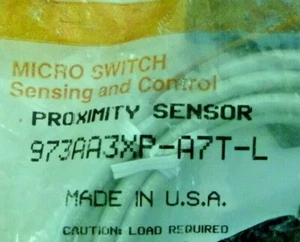 MICRO SWITCH
Sensing and Control
PROXIMITY SENSOR
973AA3XP-A7T-L
MADE IN U.S.A.
CAUTION: LOAD REQUIRED